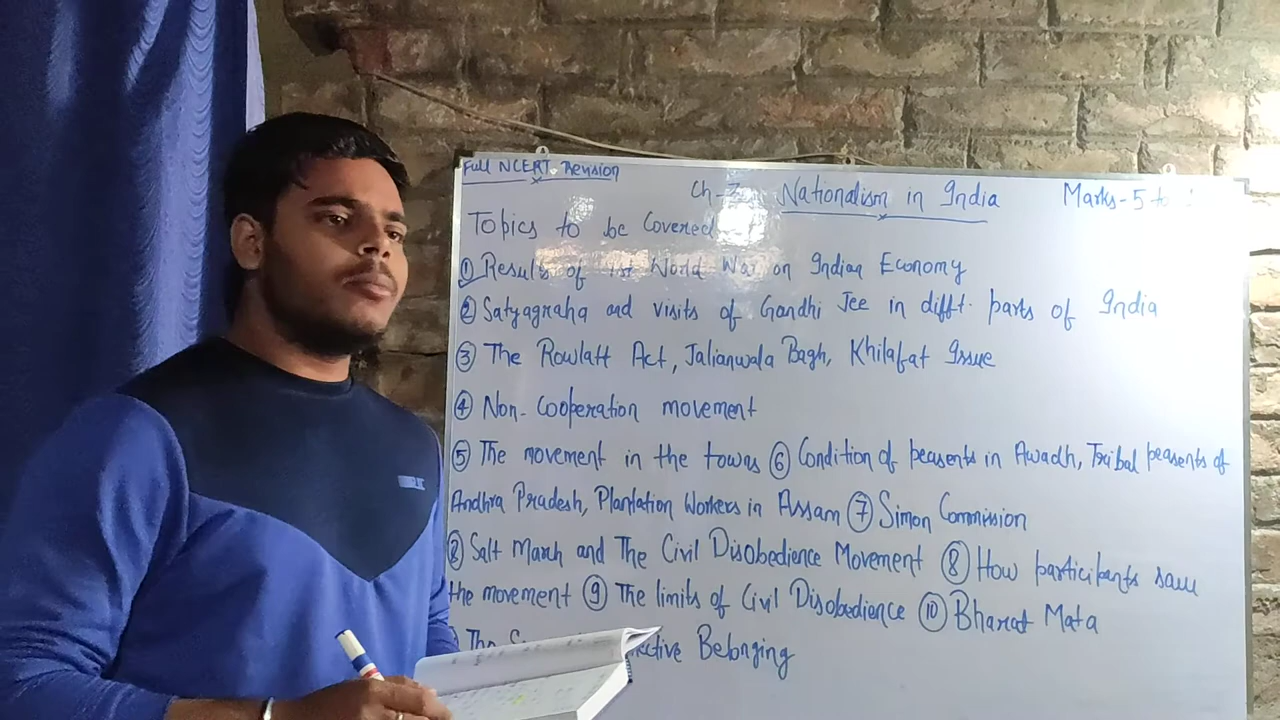 Full NCERT Revision
Ch-3 Nationalism in India Marks-5 to
Topics to be Covered
① Results of 1st World War on Indian Economy
② Satyagraha and visits of Gandhi Jee in difft. parts of India
③ The Rowlatt Act, Jalianwala Bagh, Khilafat Issue
④ Non-Cooperation movement
⑤ The movement in the towns ⑥ Condition of peasents in Awadh, Tribal peasents of
Andhra Pradesh, Plantation Workers in Assam ⑦ Simon Commission
⑧ Salt March and The Civil Disobedience Movement ⑧ How participants saw
the movement ⑨ The limits of Civil Disobedience ⑩ Bharat Mata
The Belonging